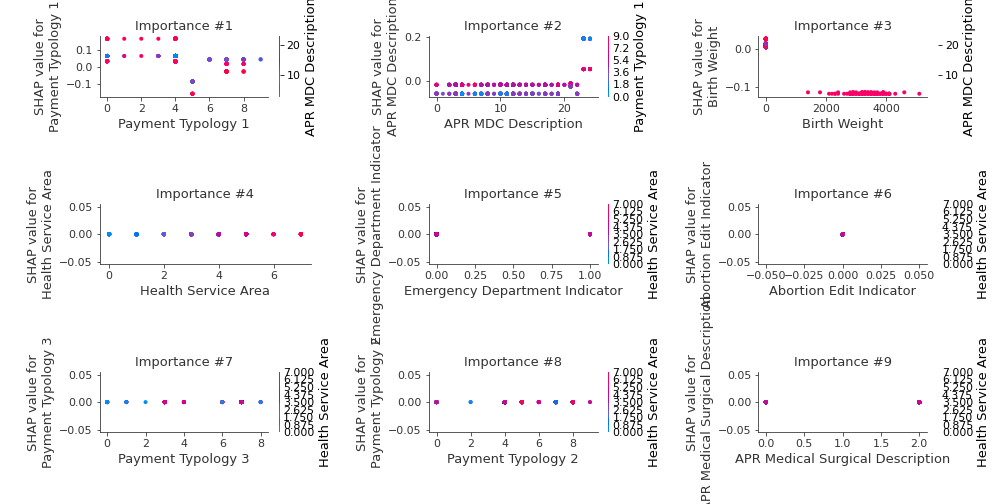 Importance #1
SHAP value for
Payment Typology 1
0.1
0.0
−0.1
0
2
4
6
8
Payment Typology 1
20
10
APR MDC Description
Importance #2
SHAP value for
APR MDC Description
0.2
0.0
0
10
20
APR MDC Description
9.0
7.2
5.4
3.6
1.8
0.0
Payment Typology 1
Importance #3
SHAP value for
Birth Weight
0.0
−0.1
0
2000
4000
Birth Weight
20
10
APR MDC Description
Importance #4
SHAP value for
Health Service Area
0.05
0.00
−0.05
0
2
4
6
Health Service Area
Importance #5
SHAP value for
Emergency Department Indicator
0.05
0.00
−0.05
0.00
0.25
0.50
0.75
1.00
Emergency Department Indicator
7.000
6.125
5.250
4.375
3.500
2.625
1.750
0.875
0.000
Health Service Area
Importance #6
SHAP value for
Abortion Edit Indicator
0.05
0.00
−0.05
−0.050
−0.025
0.000
0.025
0.050
Abortion Edit Indicator
7.000
6.125
5.250
4.375
3.500
2.625
1.750
0.875
0.000
Health Service Area
Importance #7
SHAP value for
Payment Typology 3
0.05
0.00
−0.05
0
2
4
6
8
Payment Typology 3
7.000
6.125
5.250
4.375
3.500
2.625
1.750
0.875
0.000
Health Service Area
Importance #8
SHAP value for
Payment Typology 2
0.05
0.00
−0.05
0
2
4
6
8
Payment Typology 2
7.000
6.125
5.250
4.375
3.500
2.625
1.750
0.875
0.000
Health Service Area
Importance #9
SHAP value for
APR Medical Surgical Description
0.05
0.00
−0.05
0.0
0.5
1.0
1.5
2.0
APR Medical Surgical Description
7.000
6.125
5.250
4.375
3.500
2.625
1.750
0.875
0.000
Health Service Area